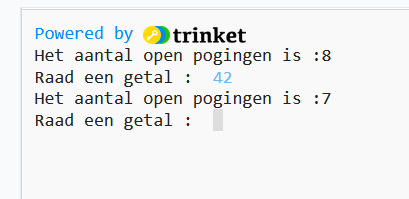 Powered by trinket
Het aantal open pogingen is :8
Raad een getal :  42
Het aantal open pogingen is :7
Raad een getal :